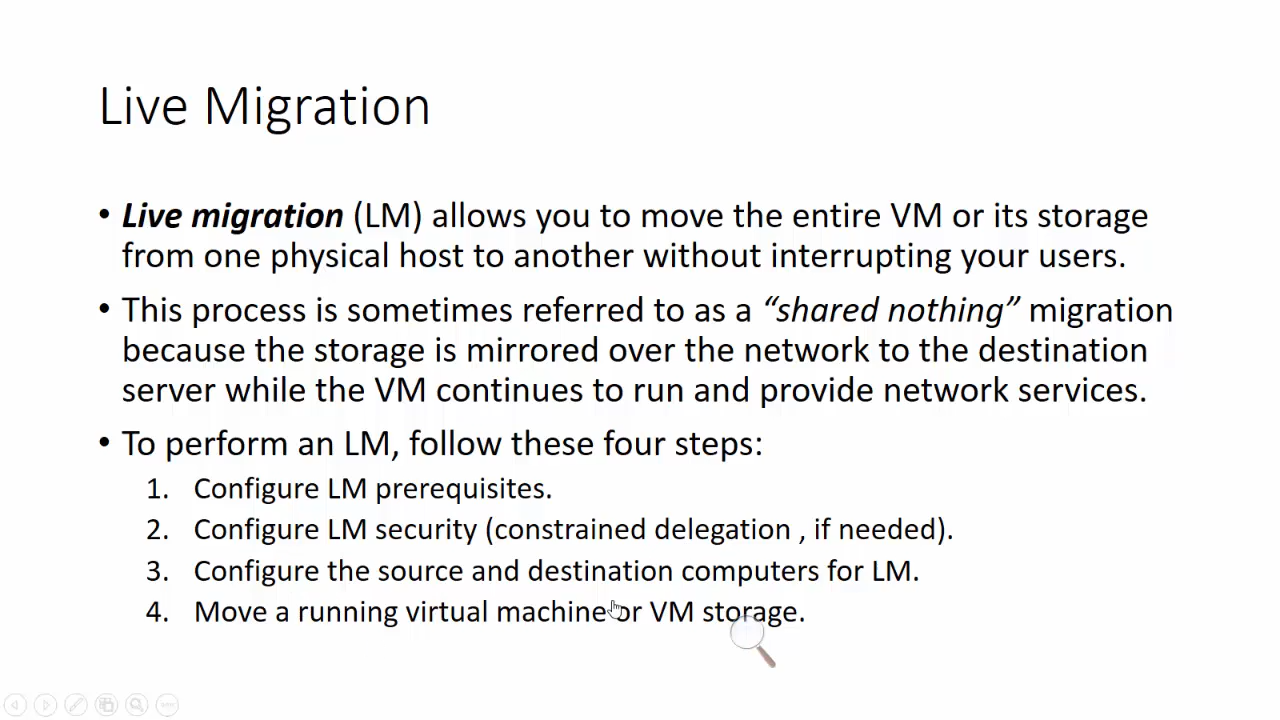 Live Migration
• Live migration (LM) allows you to move the entire VM or its storage
from one physical host to another without interrupting your users.
• This process is sometimes referred to as a “shared nothing” migration
because the storage is mirrored over the network to the destination
server while the VM continues to run and provide network services.
• To perform an LM, follow these four steps:
1. Configure LM prerequisites.
2. Configure LM security (constrained delegation , if needed).
3. Configure the source and destination computers for LM.
4. Move a running virtual machine or VM storage.